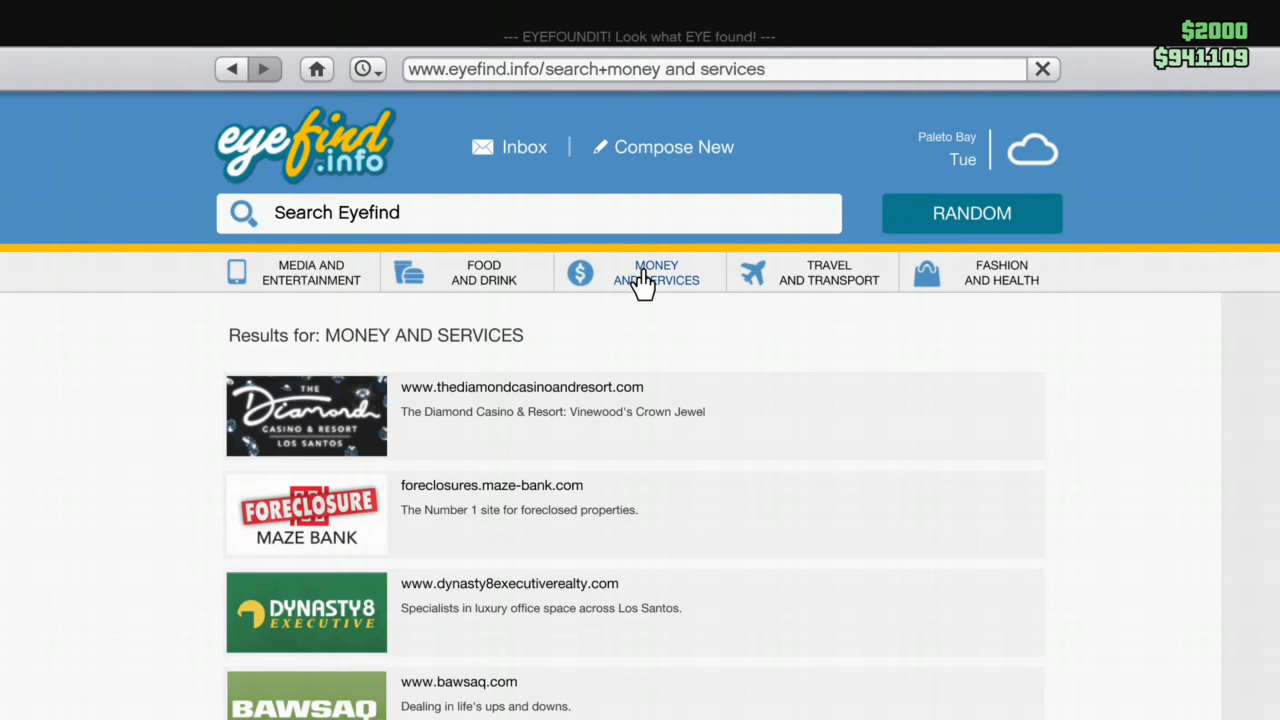 --- EYEFOUNDIT! Look what EYE found! ---
$2000
$941109
www.eyefind.info/search+money and services
eyefind
.info
Inbox
Compose New
Paleto Bay
Tue
Search Eyefind
RANDOM
MEDIA AND
ENTERTAINMENT
FOOD
AND DRINK
MONEY
AND SERVICES
TRAVEL
AND TRANSPORT
FASHION
AND HEALTH
Results for: MONEY AND SERVICES
THE
Diamond
CASINO & RESORT
LOS SANTOS
www.thediamondcasinoandresort.com
The Diamond Casino & Resort: Vinewood's Crown Jewel
FORECLOSURE
MAZE BANK
foreclosures.maze-bank.com
The Number 1 site for foreclosed properties.
DYNASTY8
EXECUTIVE
www.dynasty8executiverealty.com
Specialists in luxury office space across Los Santos.
BAWSAQ
www.bawsaq.com
Dealing in life's ups and downs.